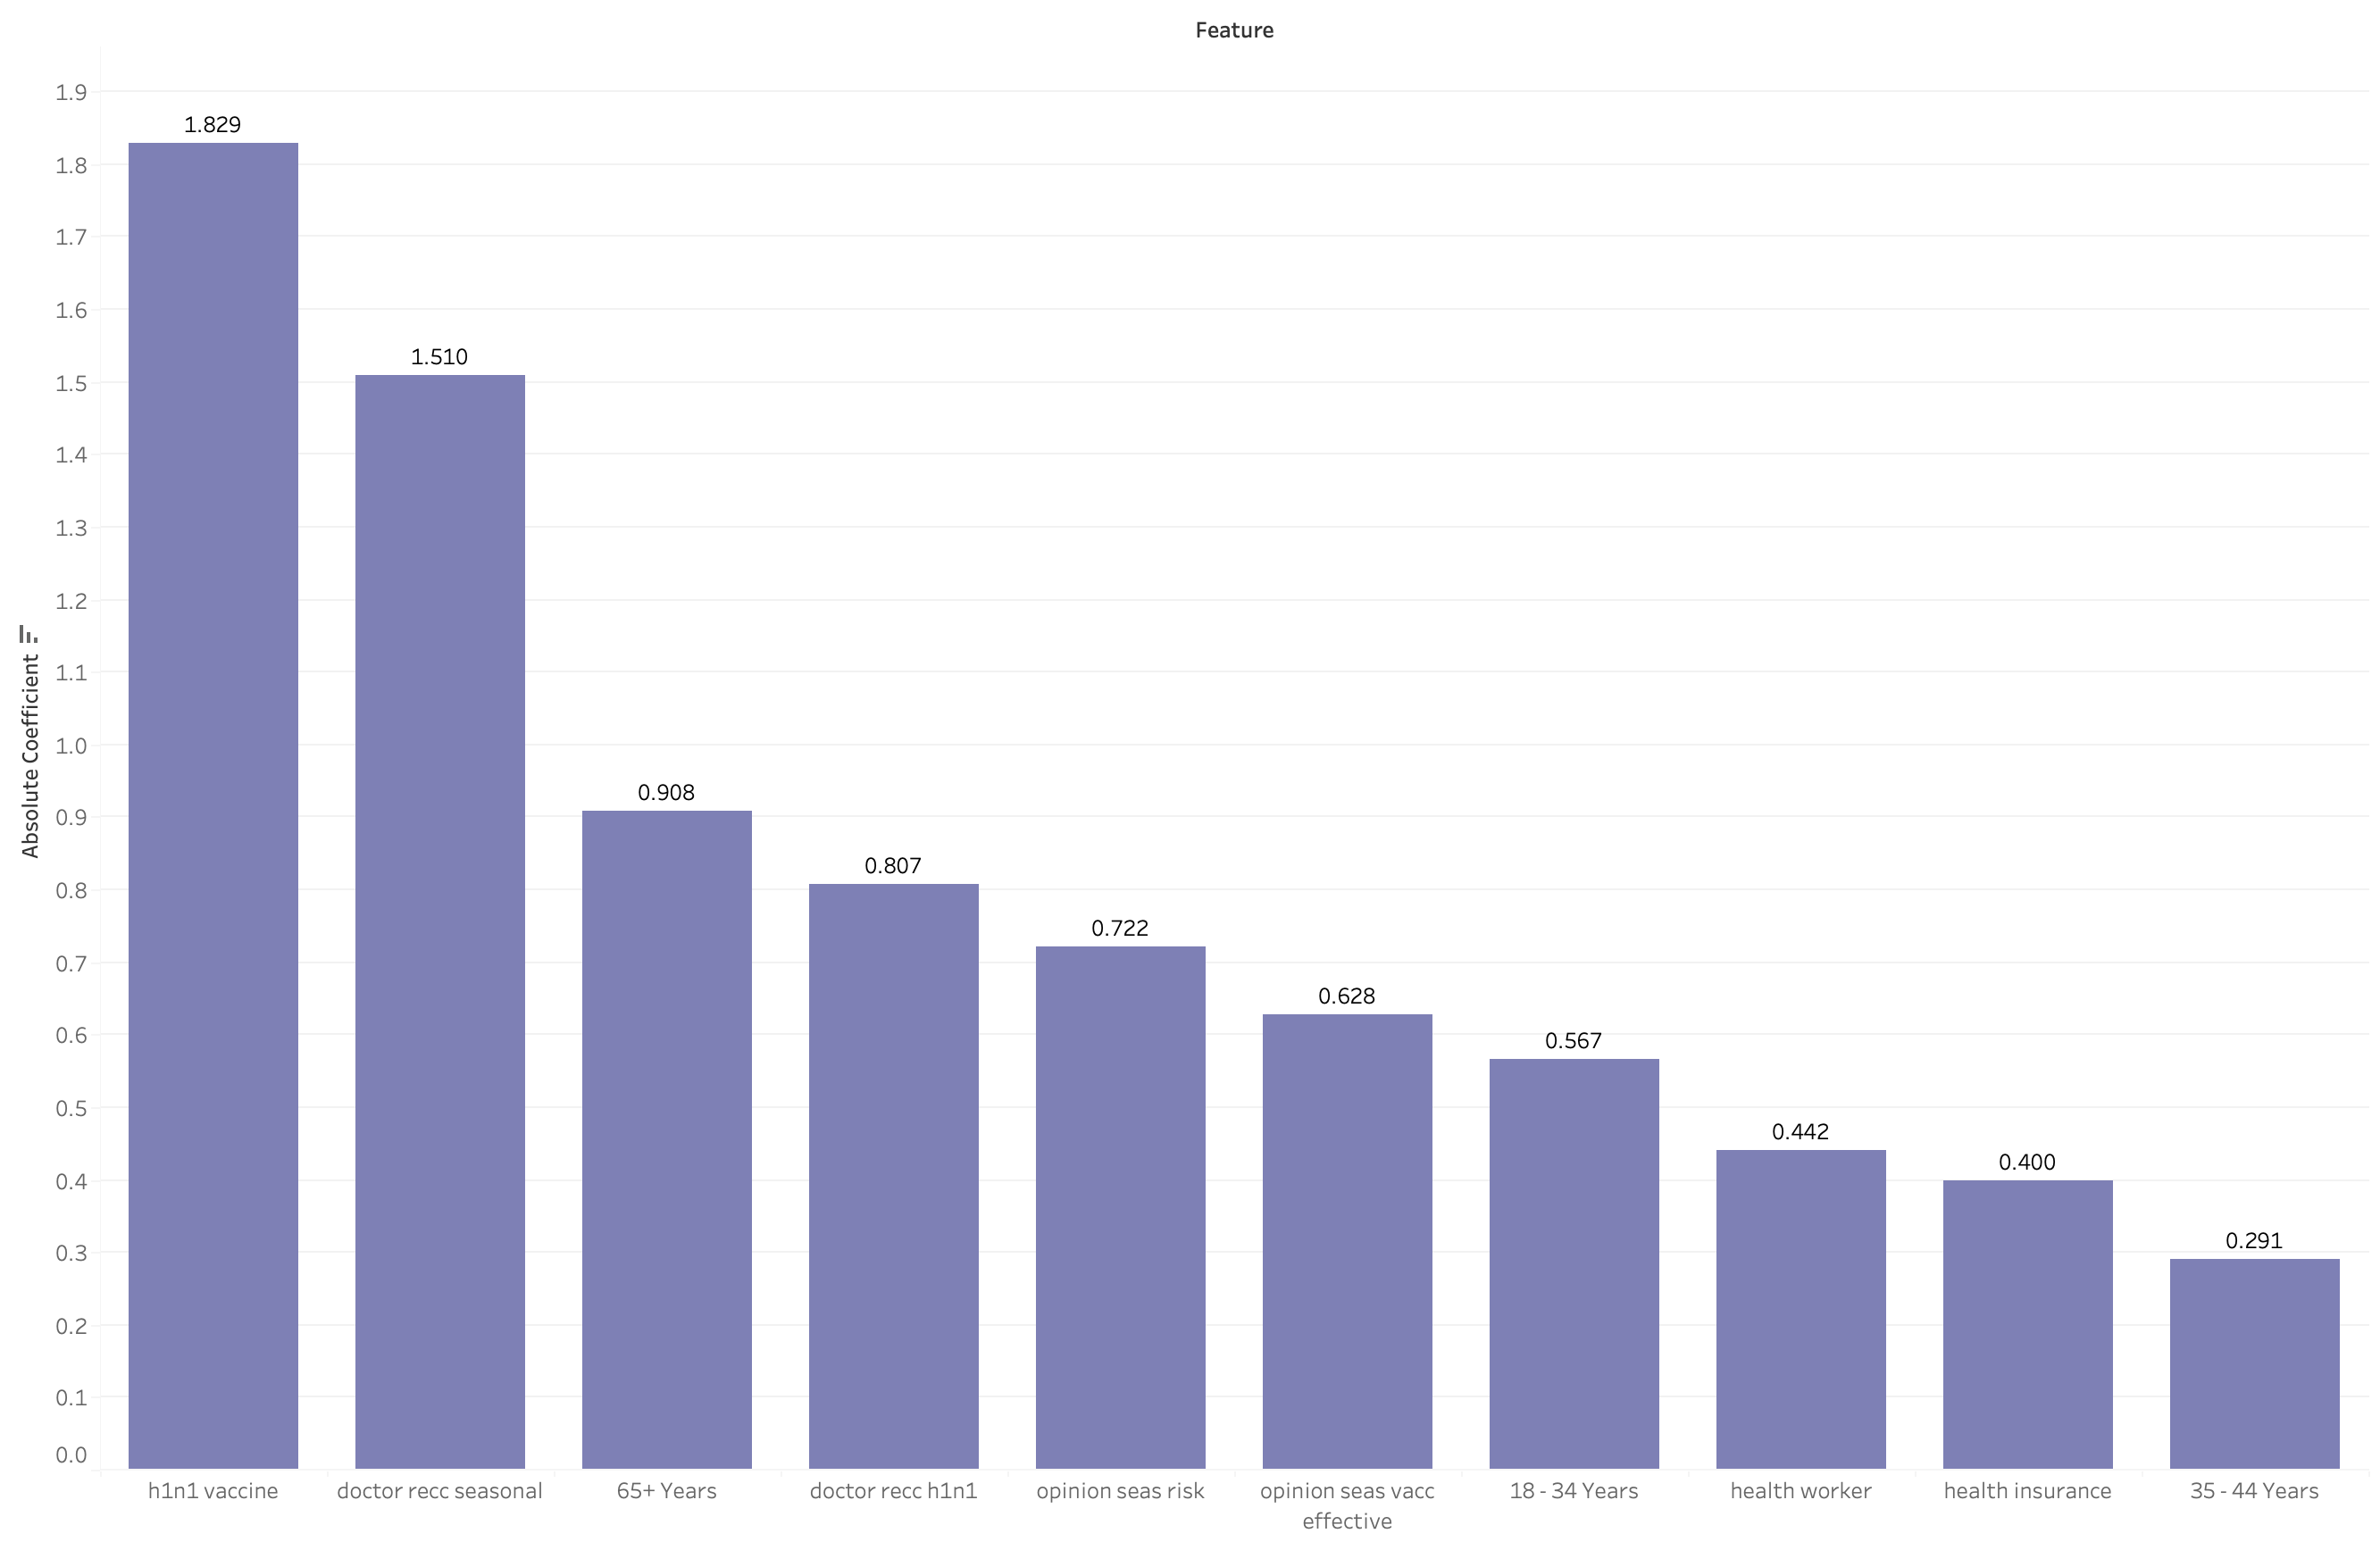 Feature
Absolute Coefficient
1.9
1.8
1.7
1.6
1.5
1.4
1.3
1.2
1.1
1.0
0.9
0.8
0.7
0.6
0.5
0.4
0.3
0.2
0.1
0.0
1.829
1.510
0.908
0.807
0.722
0.628
0.567
0.442
0.400
0.291
h1n1 vaccine
doctor recc seasonal
65+ Years
doctor recc h1n1
opinion seas risk
opinion seas vacc
effective
18 - 34 Years
health worker
health insurance
35 - 44 Years